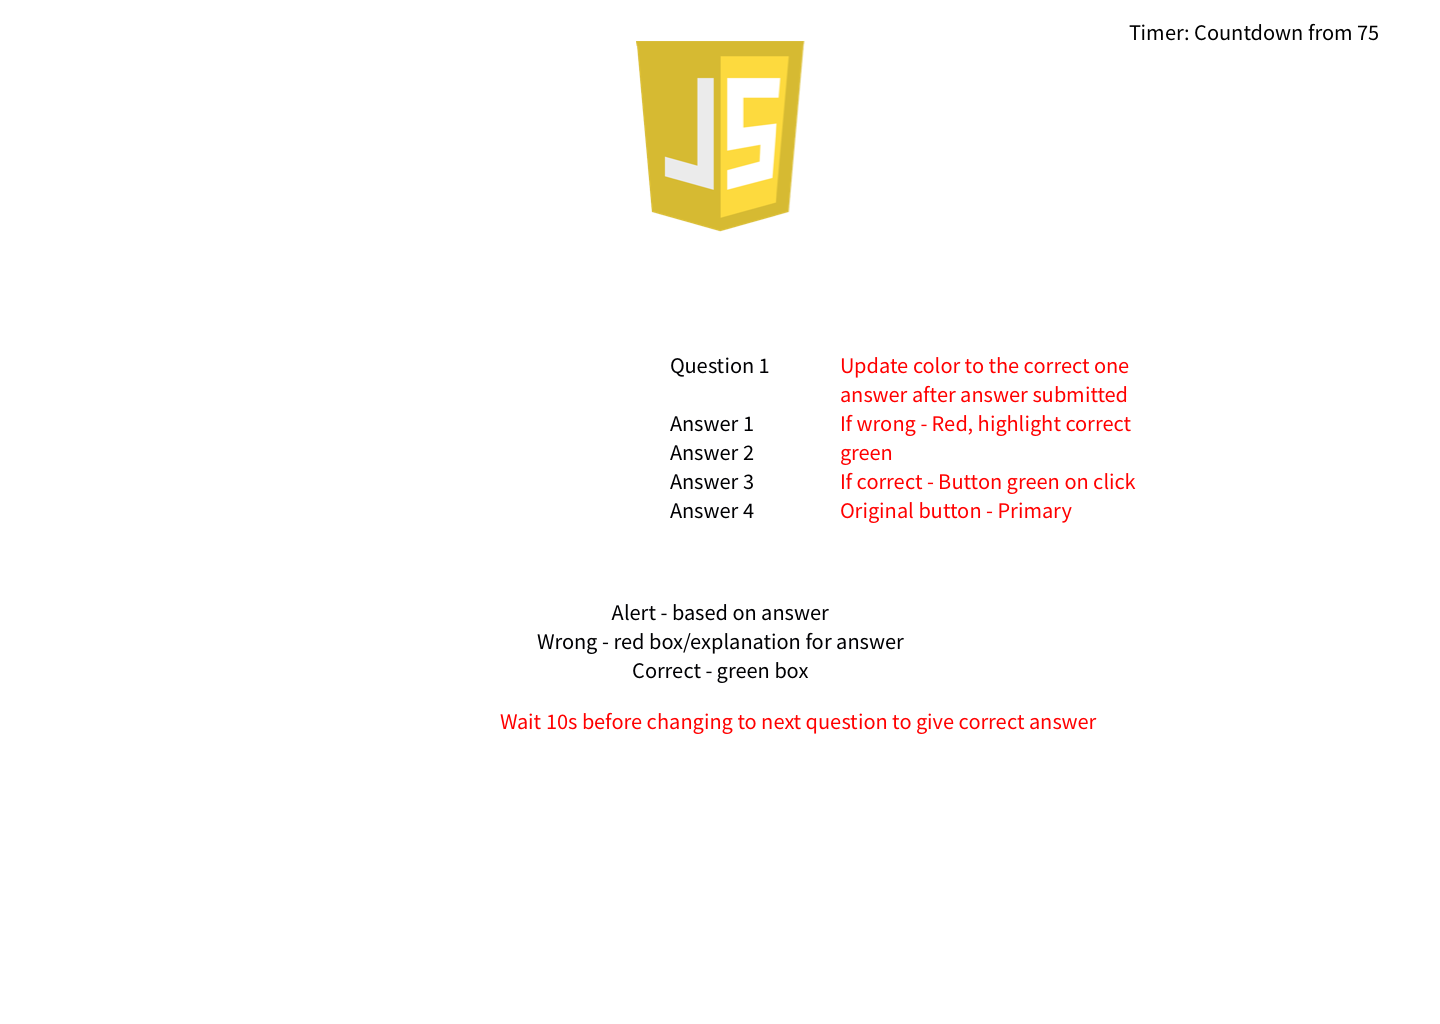 Timer: Countdown from 75
JS
Question 1
Answer 1
Answer 2
Answer 3
Answer 4
Update color to the correct one
answer after answer submitted
If wrong - Red, highlight correct
green
If correct - Button green on click
Original button - Primary
Alert - based on answer
Wrong - red box/explanation for answer
Correct - green box
Wait 10s before changing to next question to give correct answer